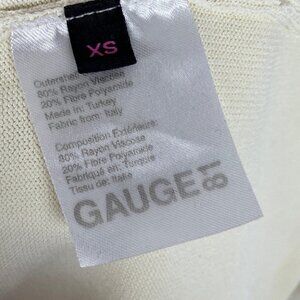 XS
Outershell:
80% Rayon Viscose
20% Fibre Polyamide
Made in: Turkey
Fabric from: Italy
Composition Extérieure:
80% Rayon Viscose
20% Fibre Polyamide
Fabriqué en: Turquie
Tissu de: Italie
GAUGE81